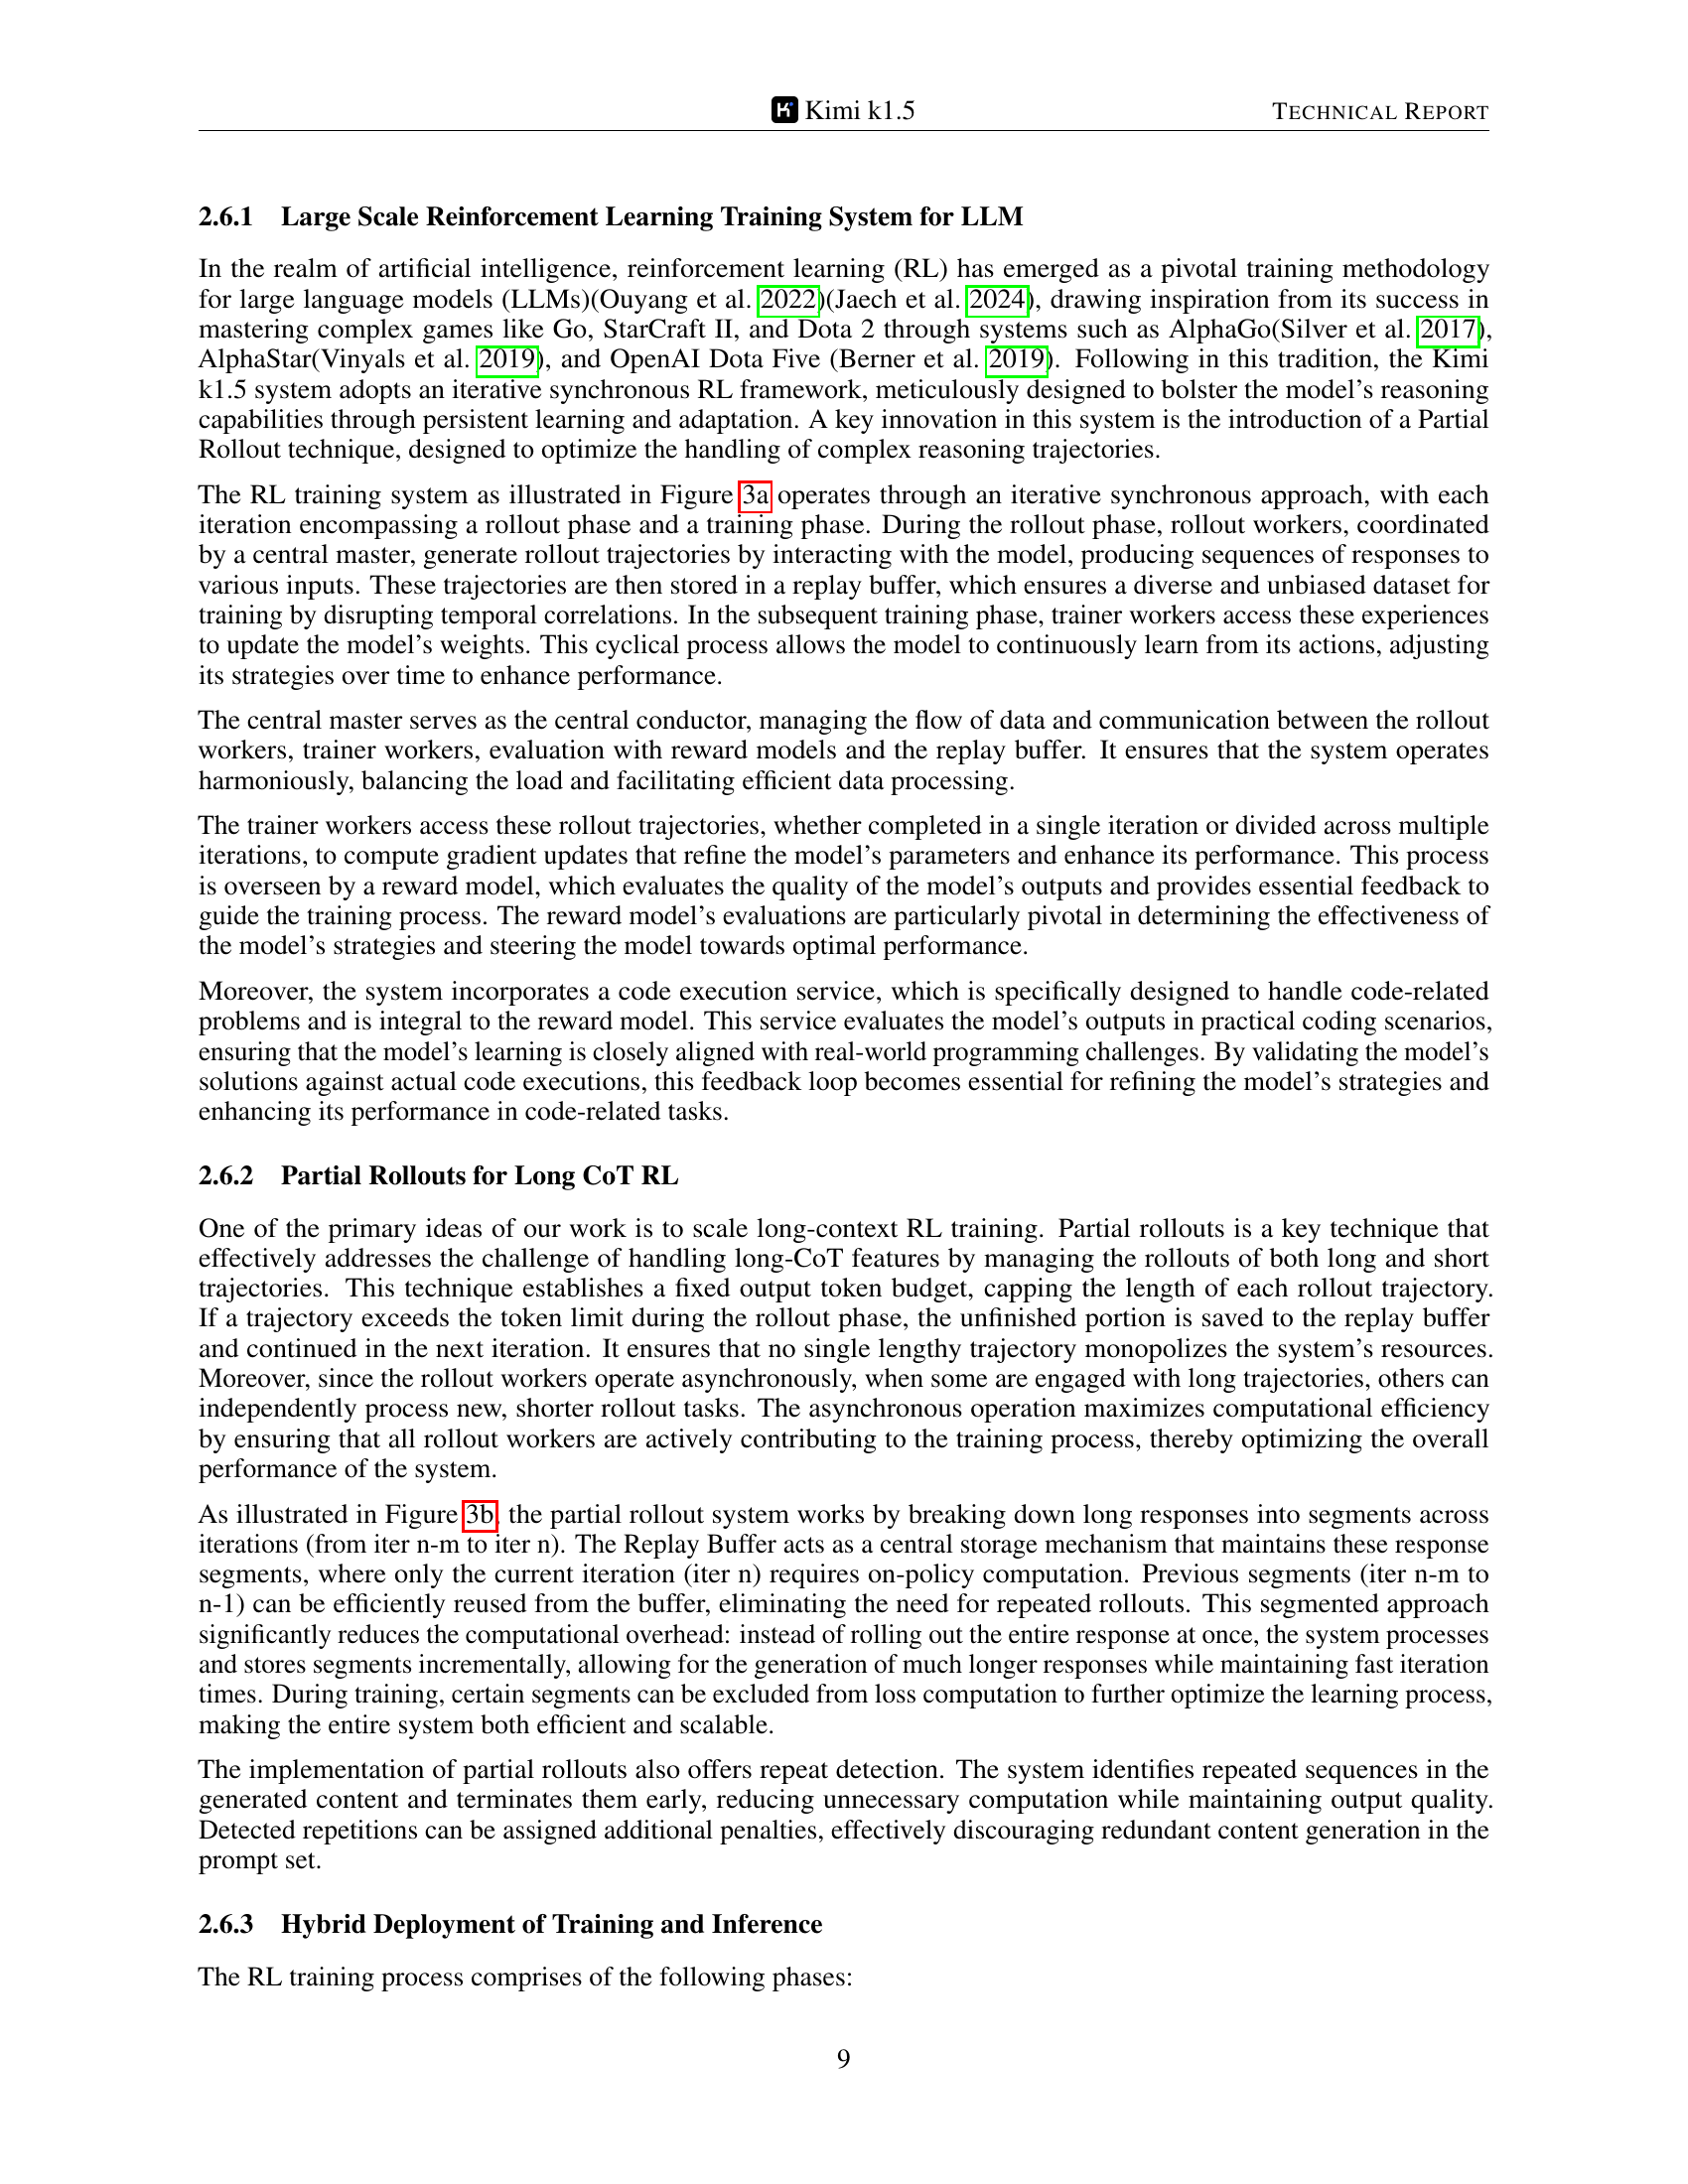 Kimi k1.5
TECHNICAL REPORT
2.6.1 Large Scale Reinforcement Learning Training System for LLM
In the realm of artificial intelligence, reinforcement learning (RL) has emerged as a pivotal training methodology
for large language models (LLMs)(Ouyang et al. 2022)(Jaech et al. 2024), drawing inspiration from its success in
mastering complex games like Go, StarCraft II, and Dota 2 through systems such as AlphaGo(Silver et al. 2017),
AlphaStar(Vinyals et al. 2019), and OpenAI Dota Five (Berner et al. 2019). Following in this tradition, the Kimi
k1.5 system adopts an iterative synchronous RL framework, meticulously designed to bolster the model's reasoning
capabilities through persistent learning and adaptation. A key innovation in this system is the introduction of a Partial
Rollout technique, designed to optimize the handling of complex reasoning trajectories.
The RL training system as illustrated in Figure 3a operates through an iterative synchronous approach, with each
iteration encompassing a rollout phase and a training phase. During the rollout phase, rollout workers, coordinated
by a central master, generate rollout trajectories by interacting with the model, producing sequences of responses to
various inputs. These trajectories are then stored in a replay buffer, which ensures a diverse and unbiased dataset for
training by disrupting temporal correlations. In the subsequent training phase, trainer workers access these experiences
to update the model's weights. This cyclical process allows the model to continuously learn from its actions, adjusting
its strategies over time to enhance performance.
The central master serves as the central conductor, managing the flow of data and communication between the rollout
workers, trainer workers, evaluation with reward models and the replay buffer. It ensures that the system operates
harmoniously, balancing the load and facilitating efficient data processing.
The trainer workers access these rollout trajectories, whether completed in a single iteration or divided across multiple
iterations, to compute gradient updates that refine the model's parameters and enhance its performance. This process
is overseen by a reward model, which evaluates the quality of the model's outputs and provides essential feedback to
guide the training process. The reward model's evaluations are particularly pivotal in determining the effectiveness of
the model's strategies and steering the model towards optimal performance.
Moreover, the system incorporates a code execution service, which is specifically designed to handle code-related
problems and is integral to the reward model. This service evaluates the model's outputs in practical coding scenarios,
ensuring that the model's learning is closely aligned with real-world programming challenges. By validating the model's
solutions against actual code executions, this feedback loop becomes essential for refining the model's strategies and
enhancing its performance in code-related tasks.
2.6.2 Partial Rollouts for Long CoT RL
One of the primary ideas of our work is to scale long-context RL training. Partial rollouts is a key technique that
effectively addresses the challenge of handling long-CoT features by managing the rollouts of both long and short
trajectories. This technique establishes a fixed output token budget, capping the length of each rollout trajectory.
If a trajectory exceeds the token limit during the rollout phase, the unfinished portion is saved to the replay buffer
and continued in the next iteration. It ensures that no single lengthy trajectory monopolizes the system's resources.
Moreover, since the rollout workers operate asynchronously, when some are engaged with long trajectories, others can
independently process new, shorter rollout tasks. The asynchronous operation maximizes computational efficiency
by ensuring that all rollout workers are actively contributing to the training process, thereby optimizing the overall
performance of the system.
As illustrated in Figure 3b, the partial rollout system works by breaking down long responses into segments across
iterations (from iter n-m to iter n). The Replay Buffer acts as a central storage mechanism that maintains these response
segments, where only the current iteration (iter n) requires on-policy computation. Previous segments (iter n-m to
n-1) can be efficiently reused from the buffer, eliminating the need for repeated rollouts. This segmented approach
significantly reduces the computational overhead: instead of rolling out the entire response at once, the system processes
and stores segments incrementally, allowing for the generation of much longer responses while maintaining fast iteration
times. During training, certain segments can be excluded from loss computation to further optimize the learning process,
making the entire system both efficient and scalable.
The implementation of partial rollouts also offers repeat detection. The system identifies repeated sequences in the
generated content and terminates them early, reducing unnecessary computation while maintaining output quality.
Detected repetitions can be assigned additional penalties, effectively discouraging redundant content generation in the
prompt set.
2.6.3 Hybrid Deployment of Training and Inference
The RL training process comprises of the following phases:
9